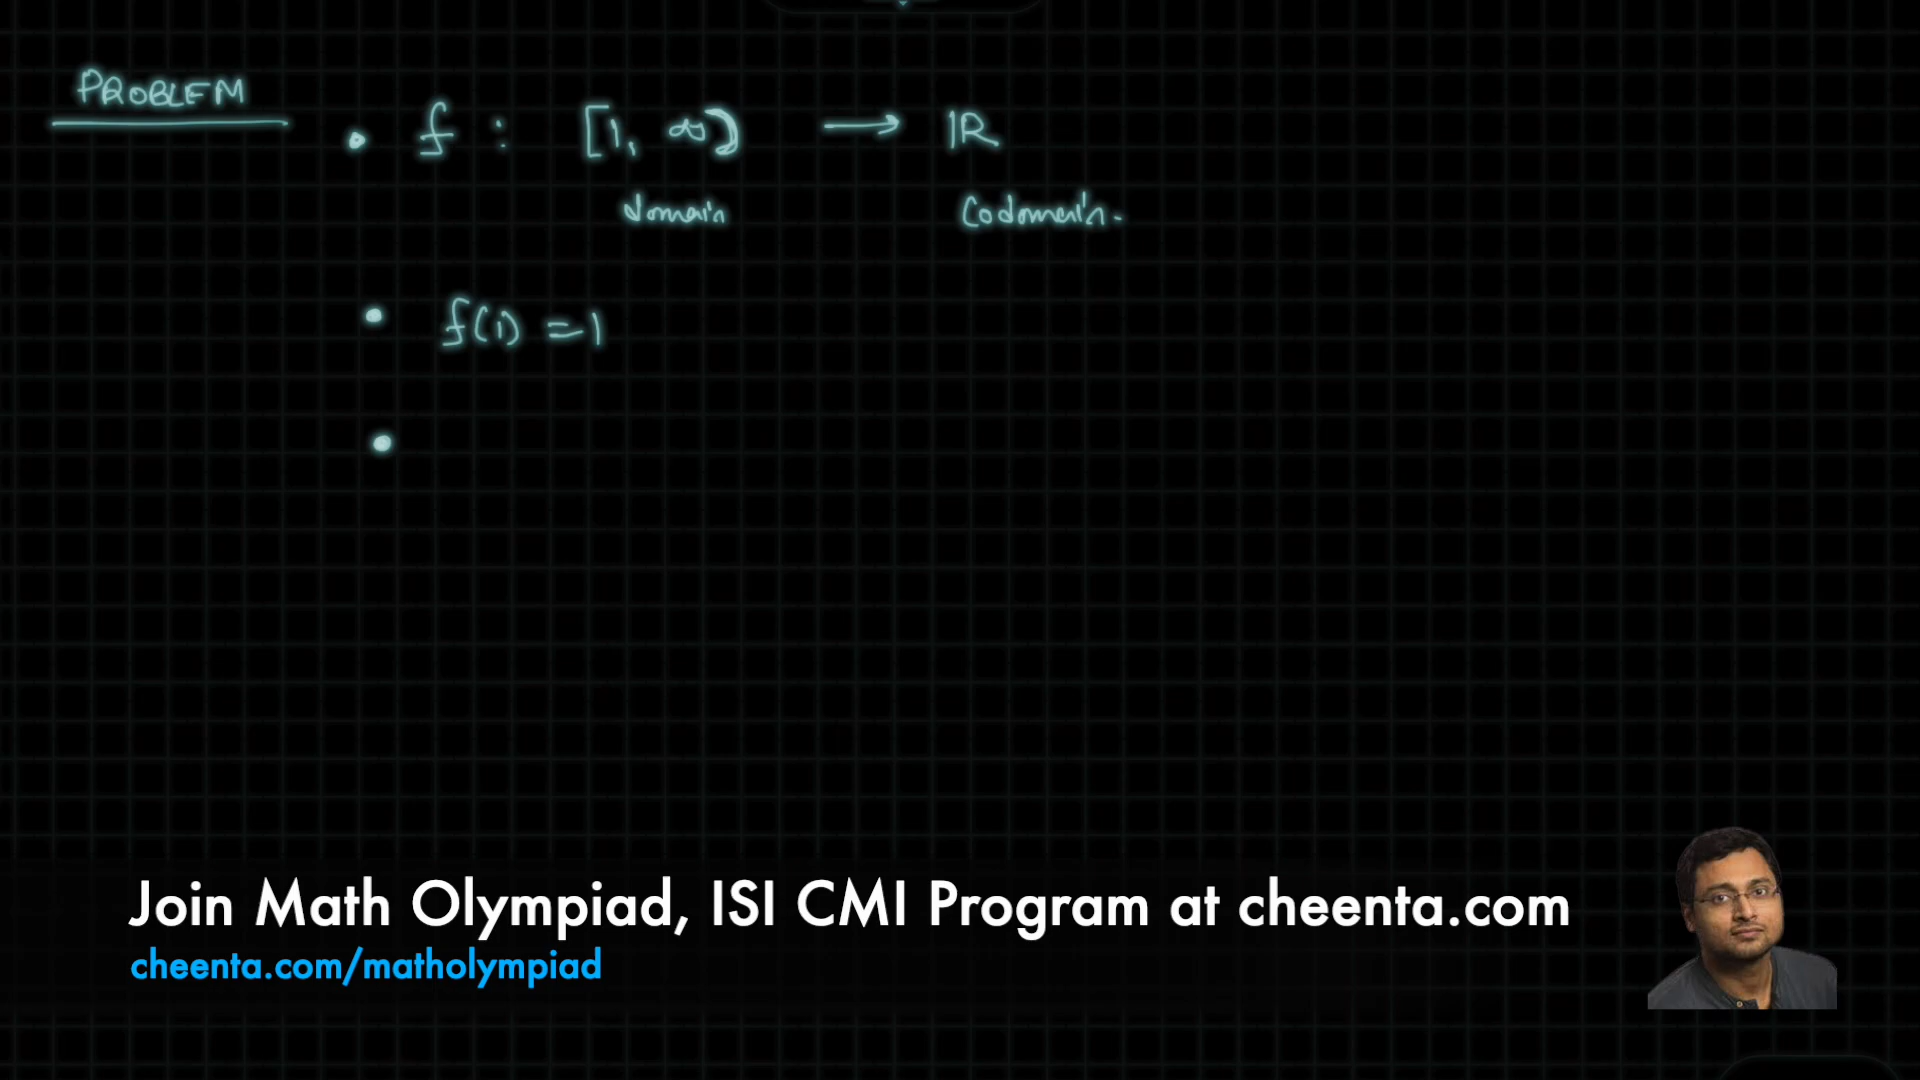 PROBLEM
• f : [1, ∞) → ℝ
domain Codomain.
• f(1) = 1
•
Join Math Olympiad, ISI CMI Program at cheenta.com
cheenta.com/matholympiad